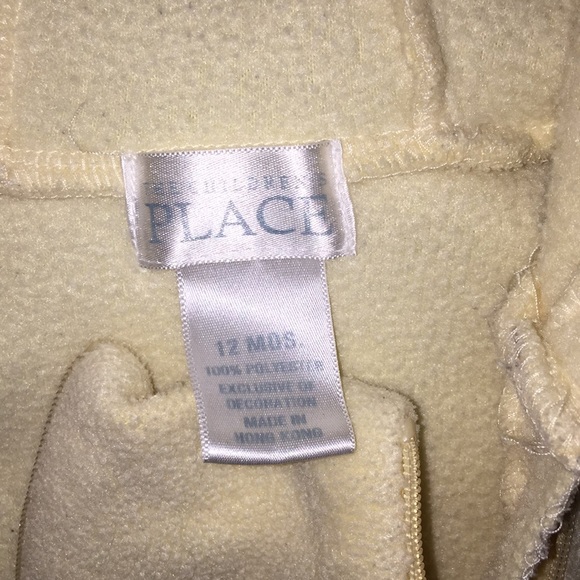 THE CHILDREN'S
PLACE
12 MOS.
100% POLYESTER
EXCLUSIVE OF
DECORATION
MADE IN
HONG KONG